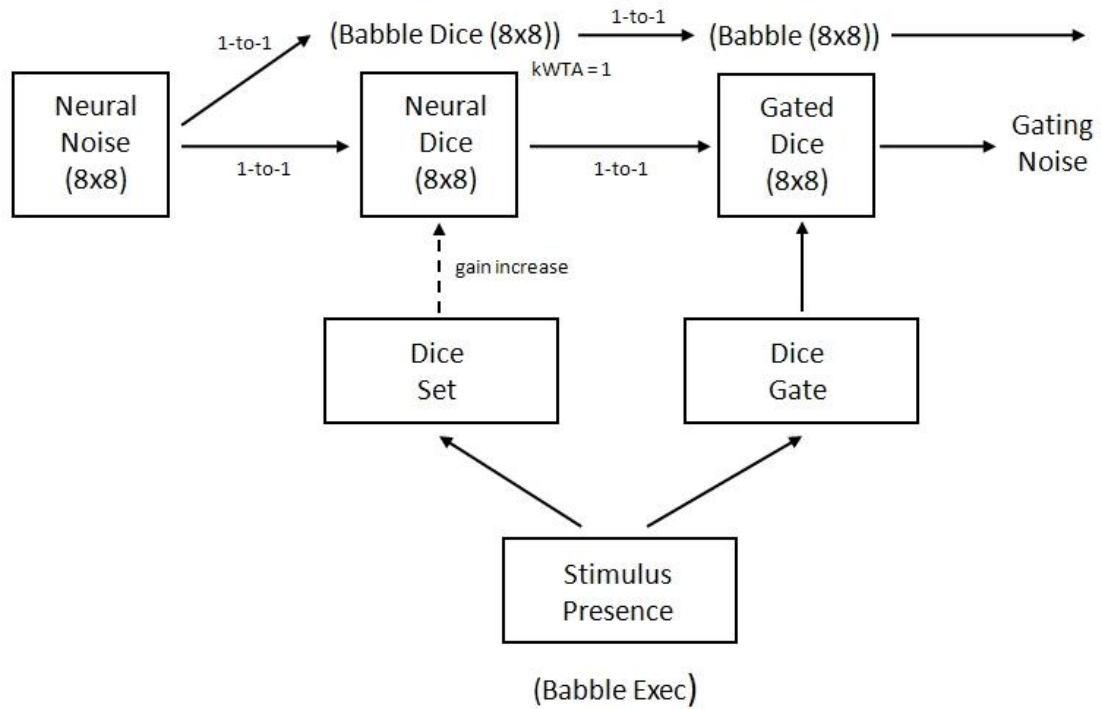 1-to-1
(Babble Dice (8x8))
1-to-1
(Babble (8x8))
kWTA = 1
Neural
Noise
(8x8)
1-to-1
Neural
Dice
(8x8)
1-to-1
Gated
Dice
(8x8)
Gating
Noise
gain increase
Dice
Set
Dice
Gate
Stimulus
Presence
(Babble Exec)